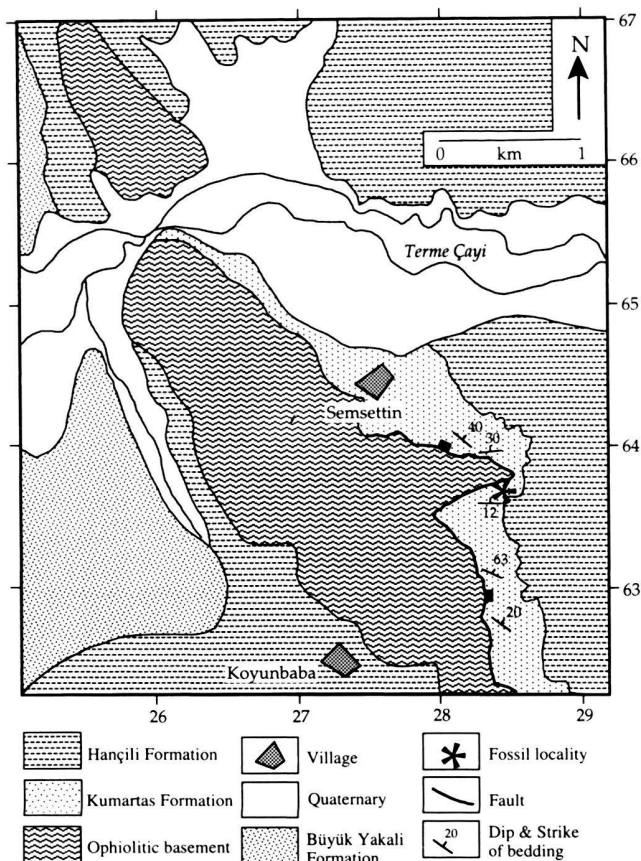 67
N
0 km 1
66
Terme Çayi
65
Semsettin
40
30
64
12
63
63
20
Koyunbaba
26 27 28 29
Hançili Formation
Village
Fossil locality
Kumartas Formation
Quaternary
Fault
Ophiolitic basement
Büyük Yakali
Formation
20
Dip & Strike
of bedding